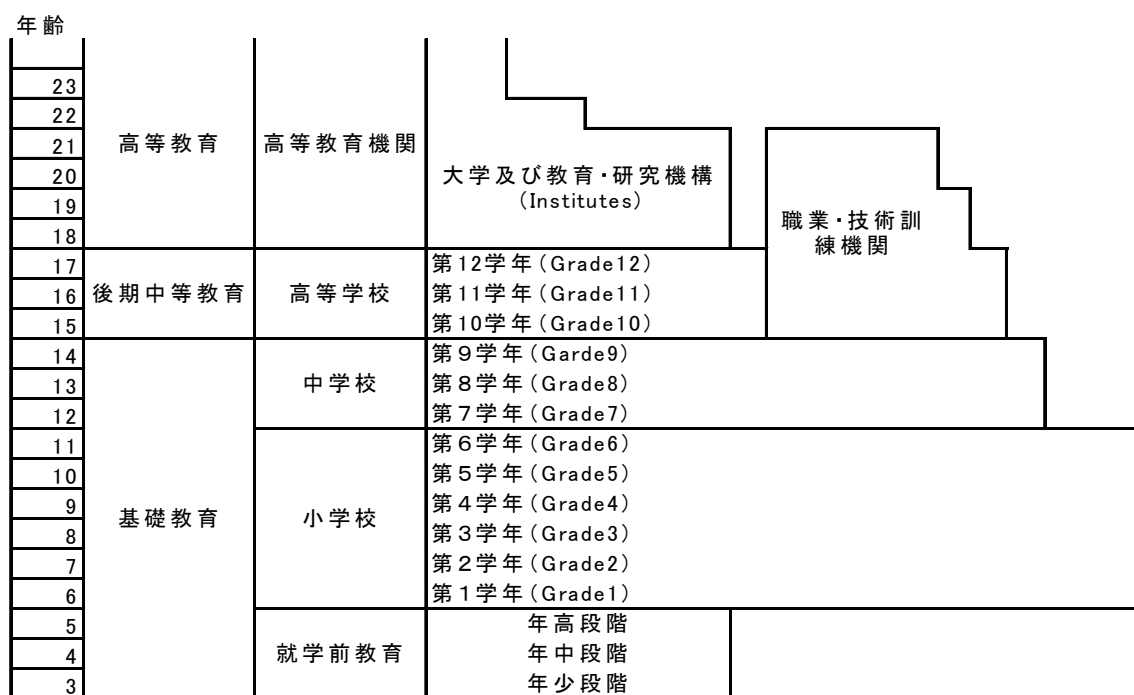 年齢
23
22
21 高等教育 高等教育機関
20 大学及び教育・研究機構
19 (Institutes)
18 職業・技術訓
練機関
17 第12学年(Grade12)
16 後期中等教育 高等学校 第11学年(Grade11)
15 第10学年(Grade10)
14 第9学年(Garde9)
13 中学校 第8学年(Grade8)
12 第7学年(Grade7)
11 第6学年(Grade6)
10 第5学年(Grade5)
9 基礎教育 小学校 第4学年(Grade4)
8 第3学年(Grade3)
7 第2学年(Grade2)
6 第1学年(Grade1)
5 年高段階
4 就学前教育 年中段階
3 年少段階